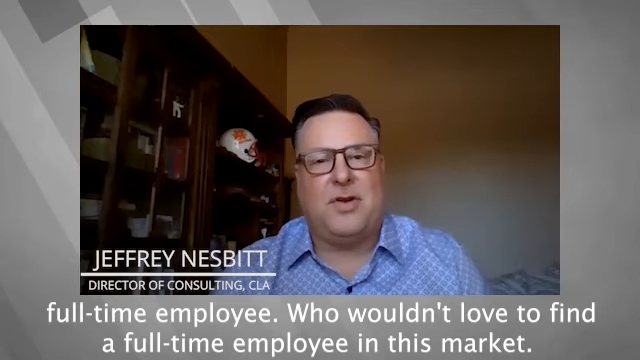 JEFFREY NESBITT
DIRECTOR OF CONSULTING, CLA
full-time employee. Who wouldn't love to find
a full-time employee in this market.